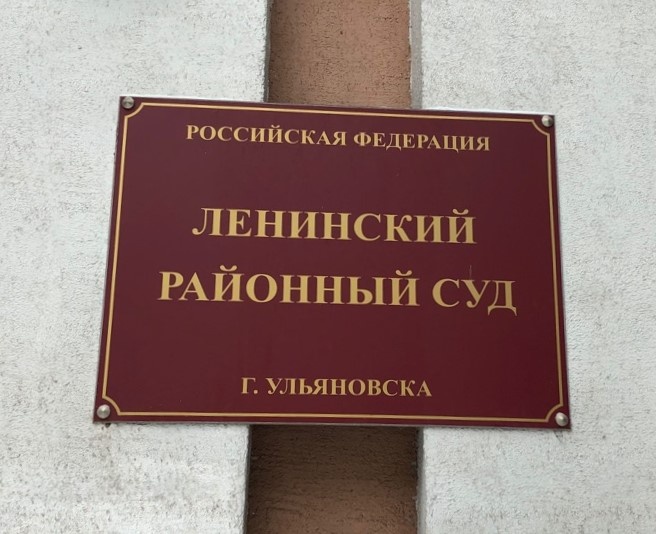 РОССИЙСКАЯ ФЕДЕРАЦИЯ
ЛЕНИНСКИЙ
РАЙОННЫЙ СУД
Г. УЛЬЯНОВСКА